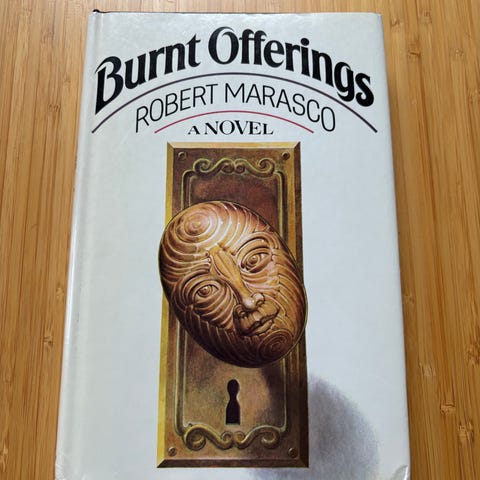 Burnt Offerings
ROBERT MARASCO
A NOVEL